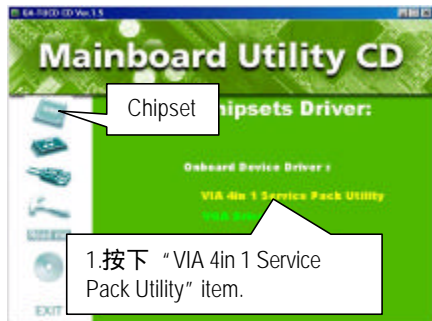 Mainboard Utility CD
Chipset
Chipsets Driver:
Onboard Device Driver :
VIA 4in 1 Service Pack Utility
1.按下 “VIA 4in 1 Service
Pack Utility” item.
EXIT